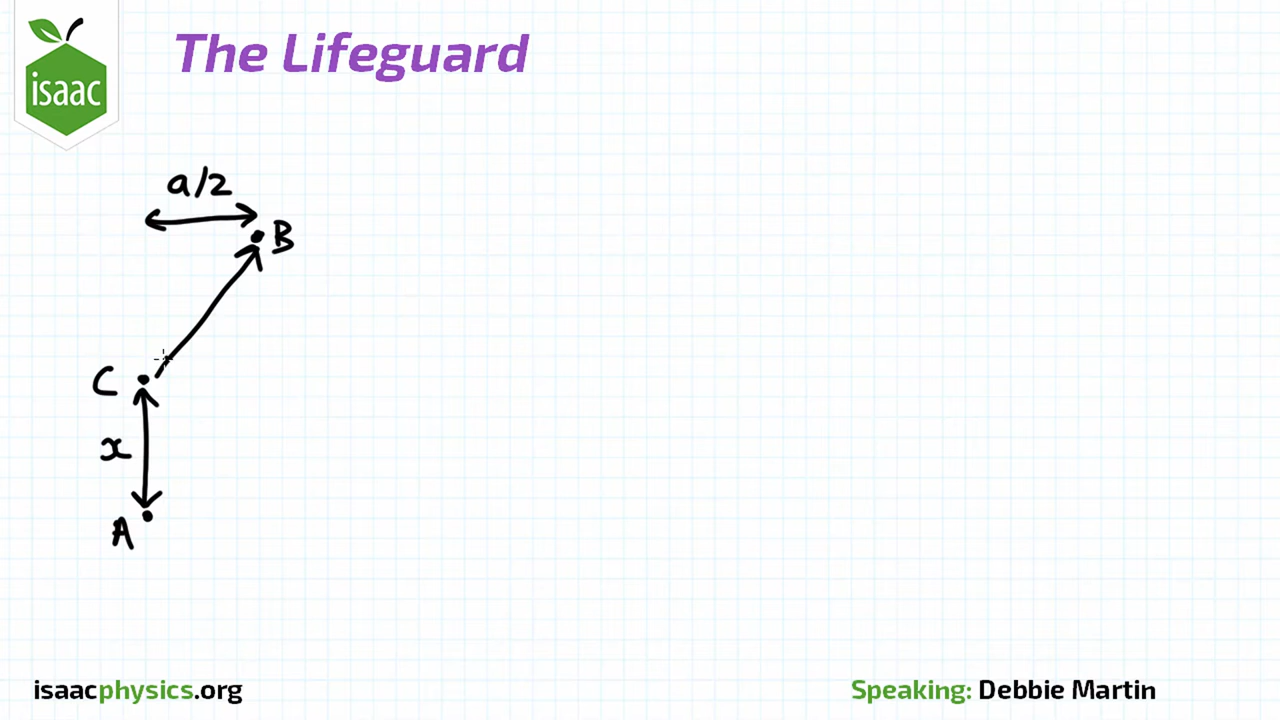 isaac
The Lifeguard
a/2
B
C
x
A
isaacphysics.org
Speaking: Debbie Martin